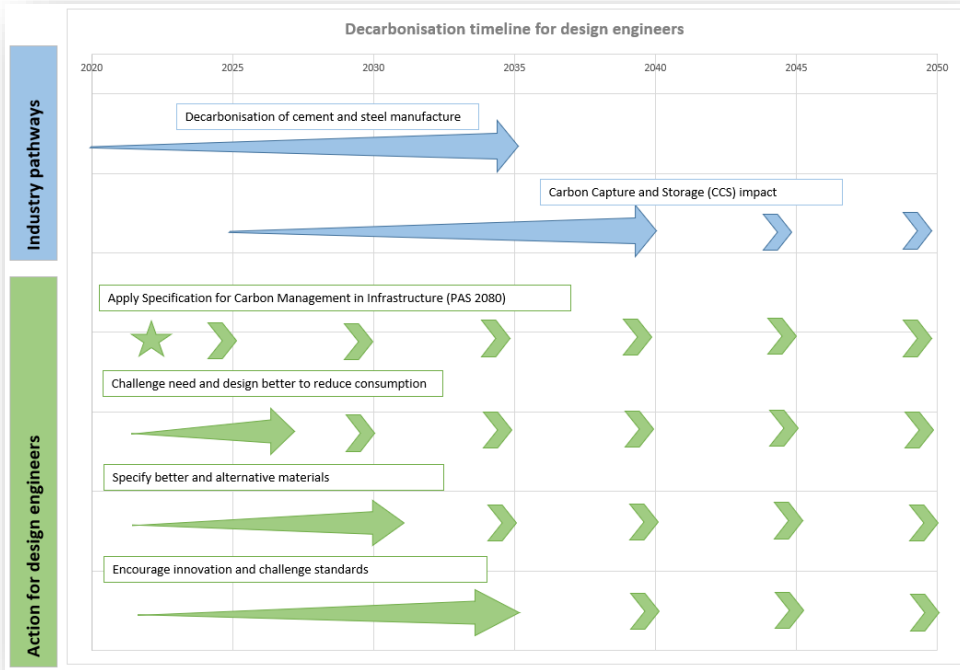 Decarbonisation timeline for design engineers
2020 2025 2030 2035 2040 2045 2050
Industry pathways
Decarbonisation of cement and steel manufacture
Carbon Capture and Storage (CCS) impact
Action for design engineers
Apply Specification for Carbon Management in Infrastructure (PAS 2080)
Challenge need and design better to reduce consumption
Specify better and alternative materials
Encourage innovation and challenge standards